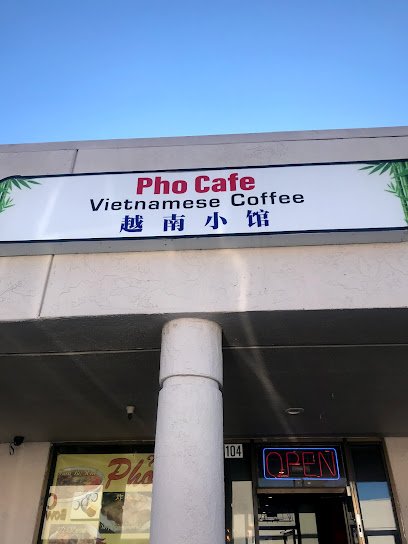 Pho Cafe
Vietnamese Coffee
越南小馆
104
OPEN
Pho